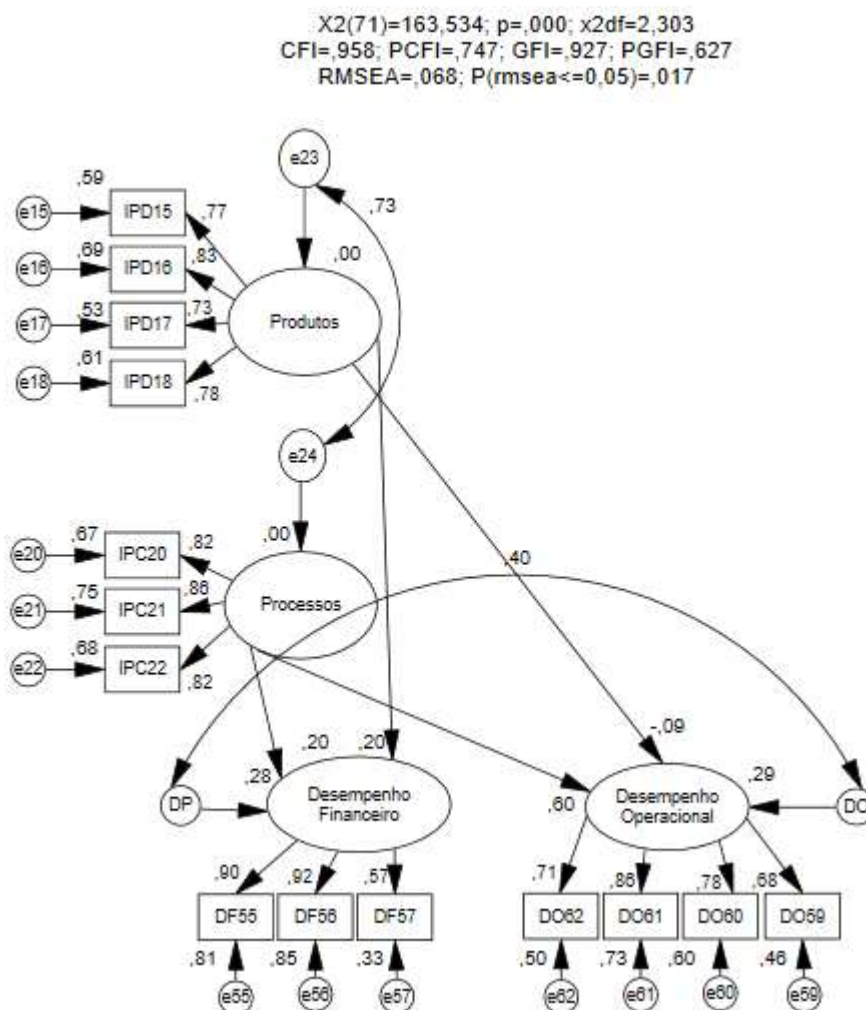 X2(71)=163,534; p=,000; x2df=2,303
CFI=,958; PCFI=,747; GFI=,927; PGFI=,627
RMSEA=,068; P(rmsea<=0,05)=,017
e23
,59
e15
IPD15
,77
,73
,69
e16
IPD16
,83
,00
,53
e17
IPD17
,73
Produtos
,61
e18
IPD18
,78
e24
,67
,00
e20
IPC20
,82
,40
,75
e21
IPC21
,86
Processos
,68
e22
IPC22
,82
-,09
,20
,20
,28
,29
DP
Desempenho
Financeiro
,60
Desempenho
Operacional
DO
,90
,92
,57
,71
,86
,78
,68
DF55
DF56
DF57
DO62
DO61
DO60
DO59
,81
,85
,33
,50
,73
,60
,46
e55
e56
e57
e62
e61
e60
e59